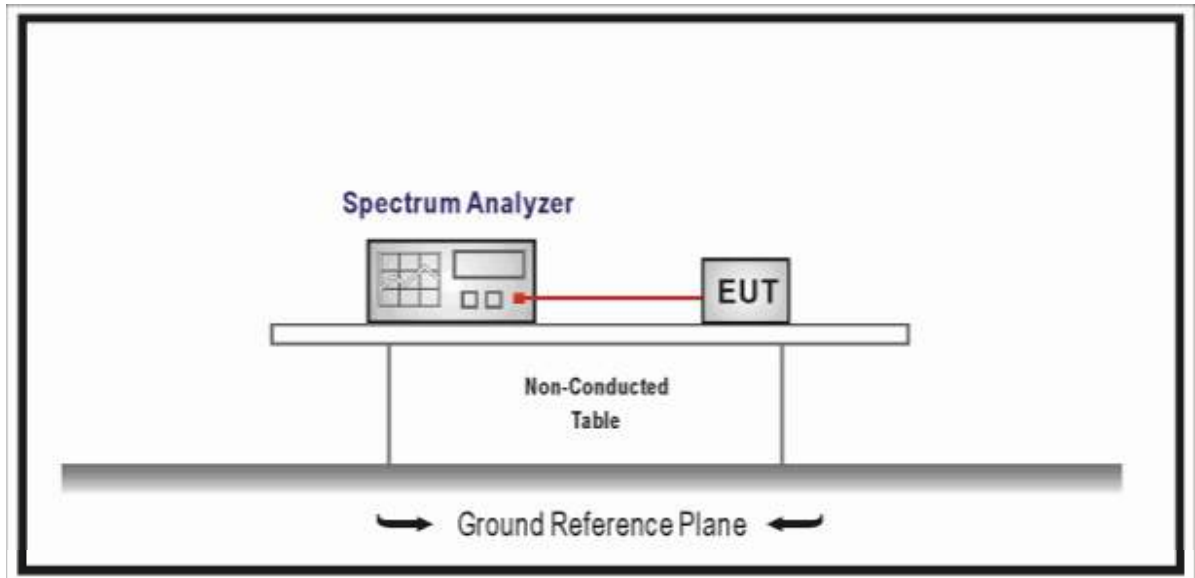 Spectrum Analyzer
EUT
Non-Conducted
Table
Ground Reference Plane